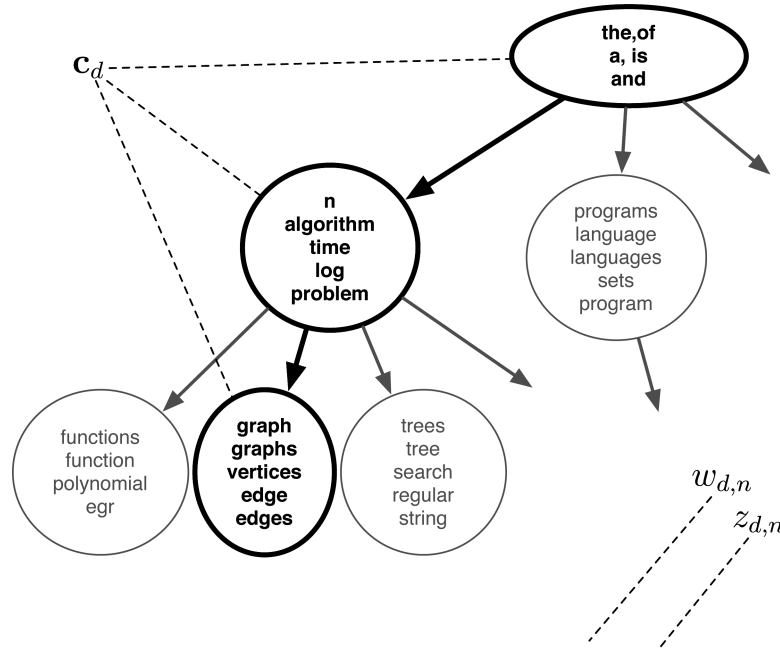 the,of
a, is
and
c_d
n
algorithm
time
log
problem
programs
language
languages
sets
program
functions
function
polynomial
egr
graph
graphs
vertices
edge
edges
trees
tree
search
regular
string
w_{d,n}
z_{d,n}